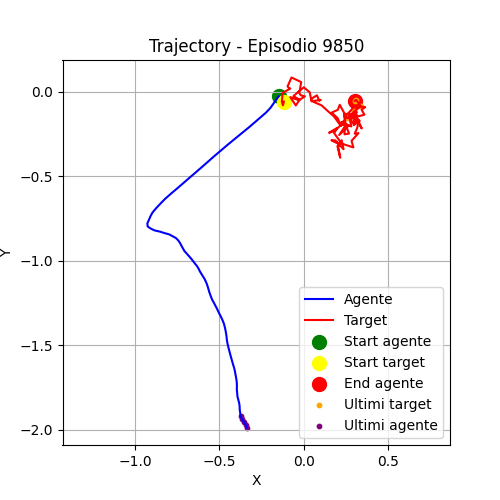 Trajectory - Episodio 9850
0.0
−0.5
−1.0
−1.5
−2.0
Y
−1.0
−0.5
0.0
0.5
X
Agente
Target
Start agente
Start target
End agente
Ultimi target
Ultimi agente